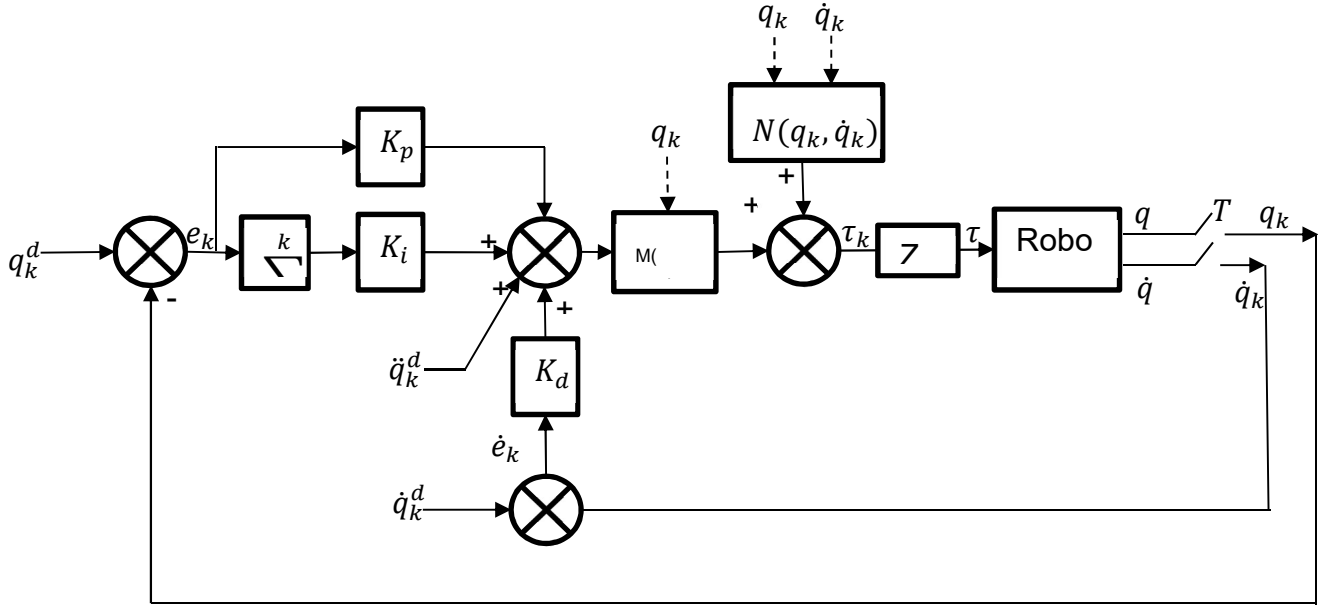 q_k q̇_k
N(q_k, q̇_k)
K_p
q_k
+
+
q_k^d
e_k
k
∑
K_i
+
M(
τ_k
7
τ
Robo
q
T
q_k
q̇
q̇_k
-
+
+
q̈_k^d
K_d
ė_k
q̇_k^d